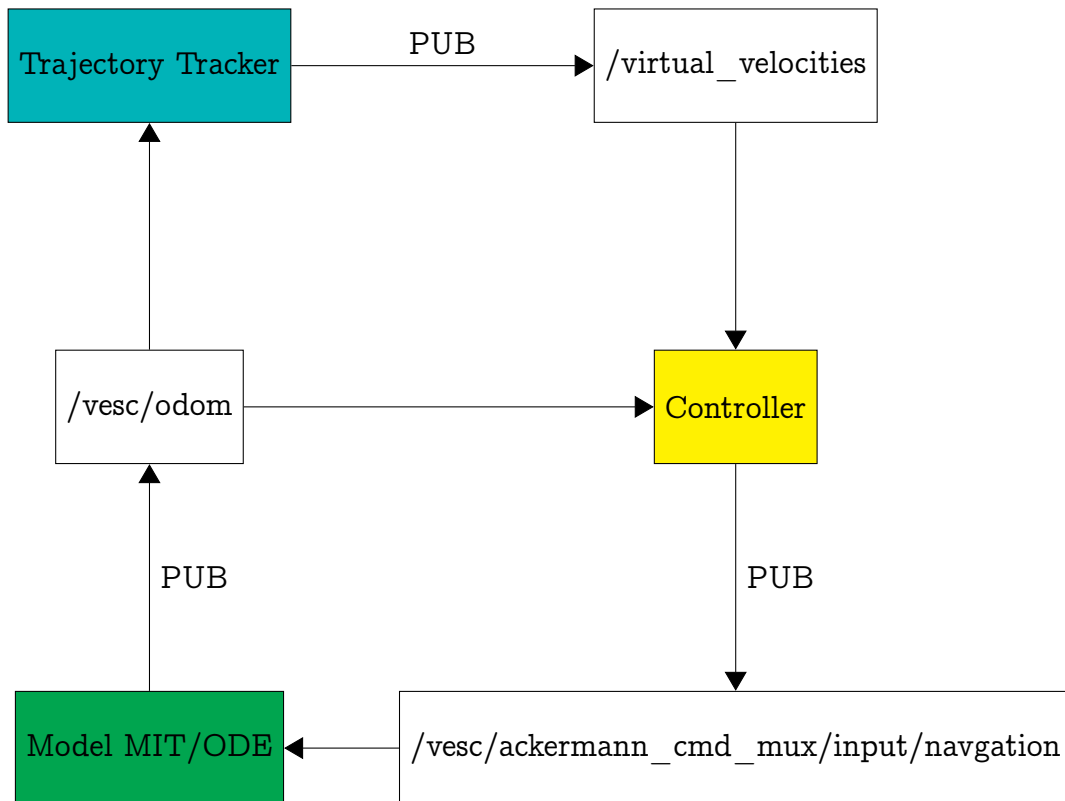 Trajectory Tracker
PUB
/virtual_velocities
/vesc/odom
Controller
PUB
PUB
Model MIT/ODE
/vesc/ackermann_cmd_mux/input/navgation